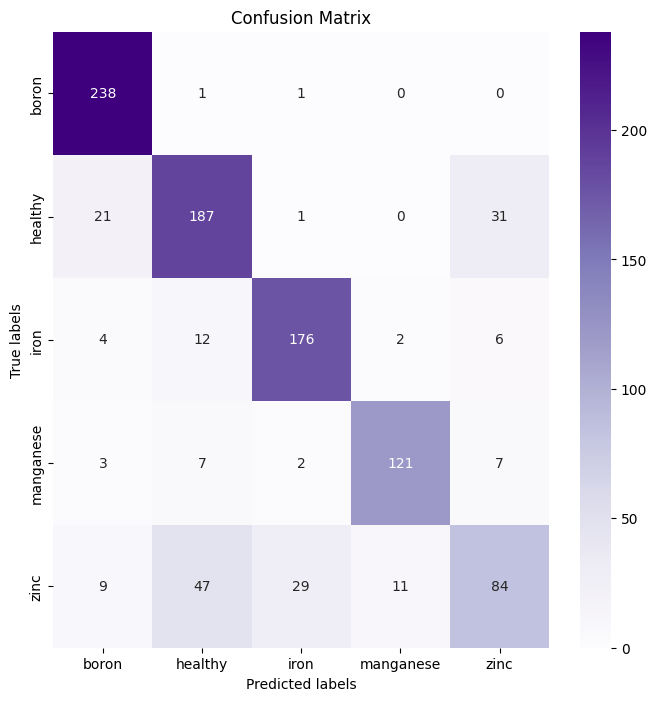 Confusion Matrix
boron
238 1 1 0 0
healthy
21 187 1 0 31
iron
4 12 176 2 6
manganese
3 7 2 121 7
zinc
9 47 29 11 84
boron healthy iron manganese zinc
Predicted labels
True labels
200
150
100
50
0